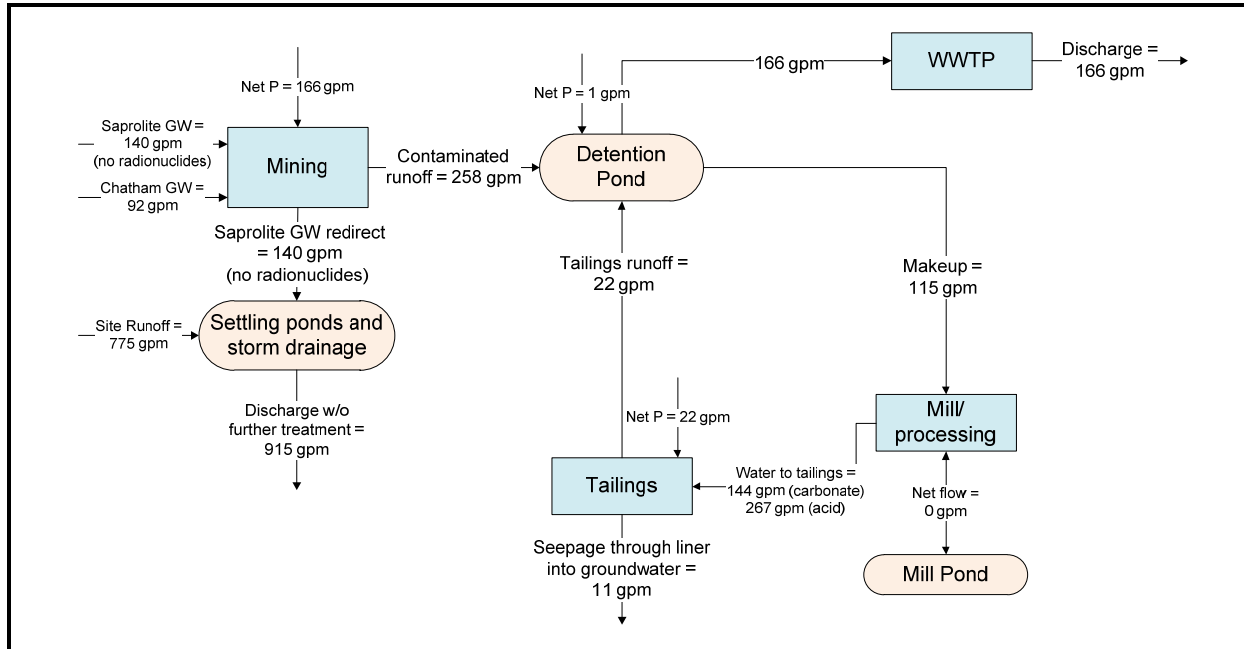 Net P = 166 gpm
Saprolite GW =
140 gpm
(no radionuclides)
Chatham GW =
92 gpm
Mining
Contaminated
runoff = 258 gpm
Net P = 1 gpm
Detention
Pond
166 gpm
WWTP
Discharge =
166 gpm
Saprolite GW redirect
= 140 gpm
(no radionuclides)
Site Runoff =
775 gpm
Settling ponds and
storm drainage
Discharge w/o
further treatment =
915 gpm
Tailings runoff =
22 gpm
Makeup =
115 gpm
Net P = 22 gpm
Tailings
Water to tailings =
144 gpm (carbonate)
267 gpm (acid)
Mill/
processing
Net flow =
0 gpm
Mill Pond
Seepage through liner
into groundwater =
11 gpm